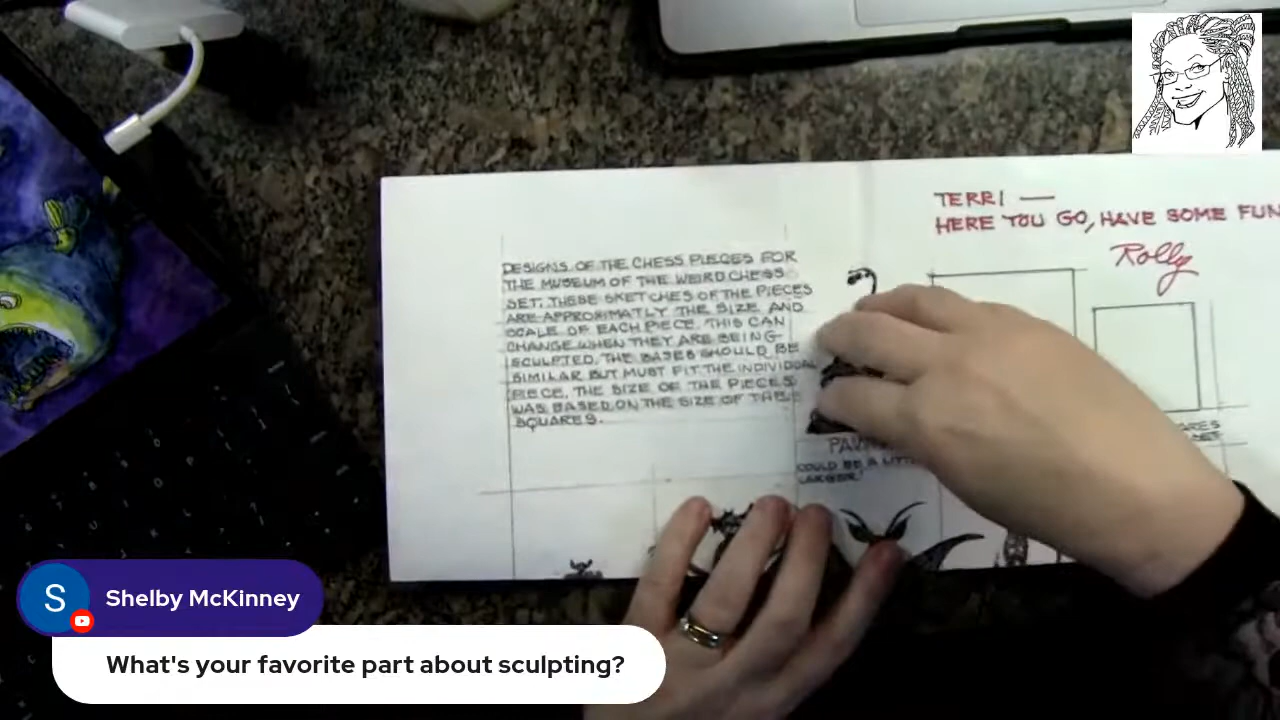 TERRI —
HERE YOU GO, HAVE SOME FUN
Rolly
DESIGNS OF THE CHESS PIECES FOR
THE MUSEUM OF THE WEIRD CHESS
SET. THESE SKETCHES OF THE PIECES
ARE APPROXIMATLY THE SIZE AND
SCALE OF EACH PIECE. THIS CAN
CHANGE WHEN THEY ARE BEING
SCULPTED. THE BASES SHOULD BE
SIMILAR BUT MUST FIT THE INDIVIDUAL
PIECE. THE SIZE OF THE PIECES
WAS BASED ON THE SIZE OF THE
SQUARES.
COULD BE A
LARGER!
S
Shelby McKinney
What's your favorite part about sculpting?